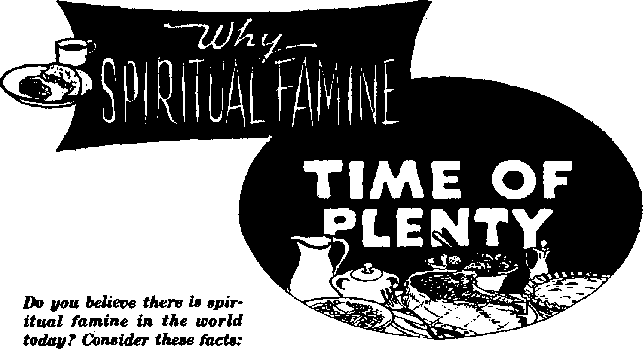 Why
SPIRITUAL FAMINE
TIME OF
PLENTY
Do you believe there is spir-
itual famine in the world
today? Consider these facts: